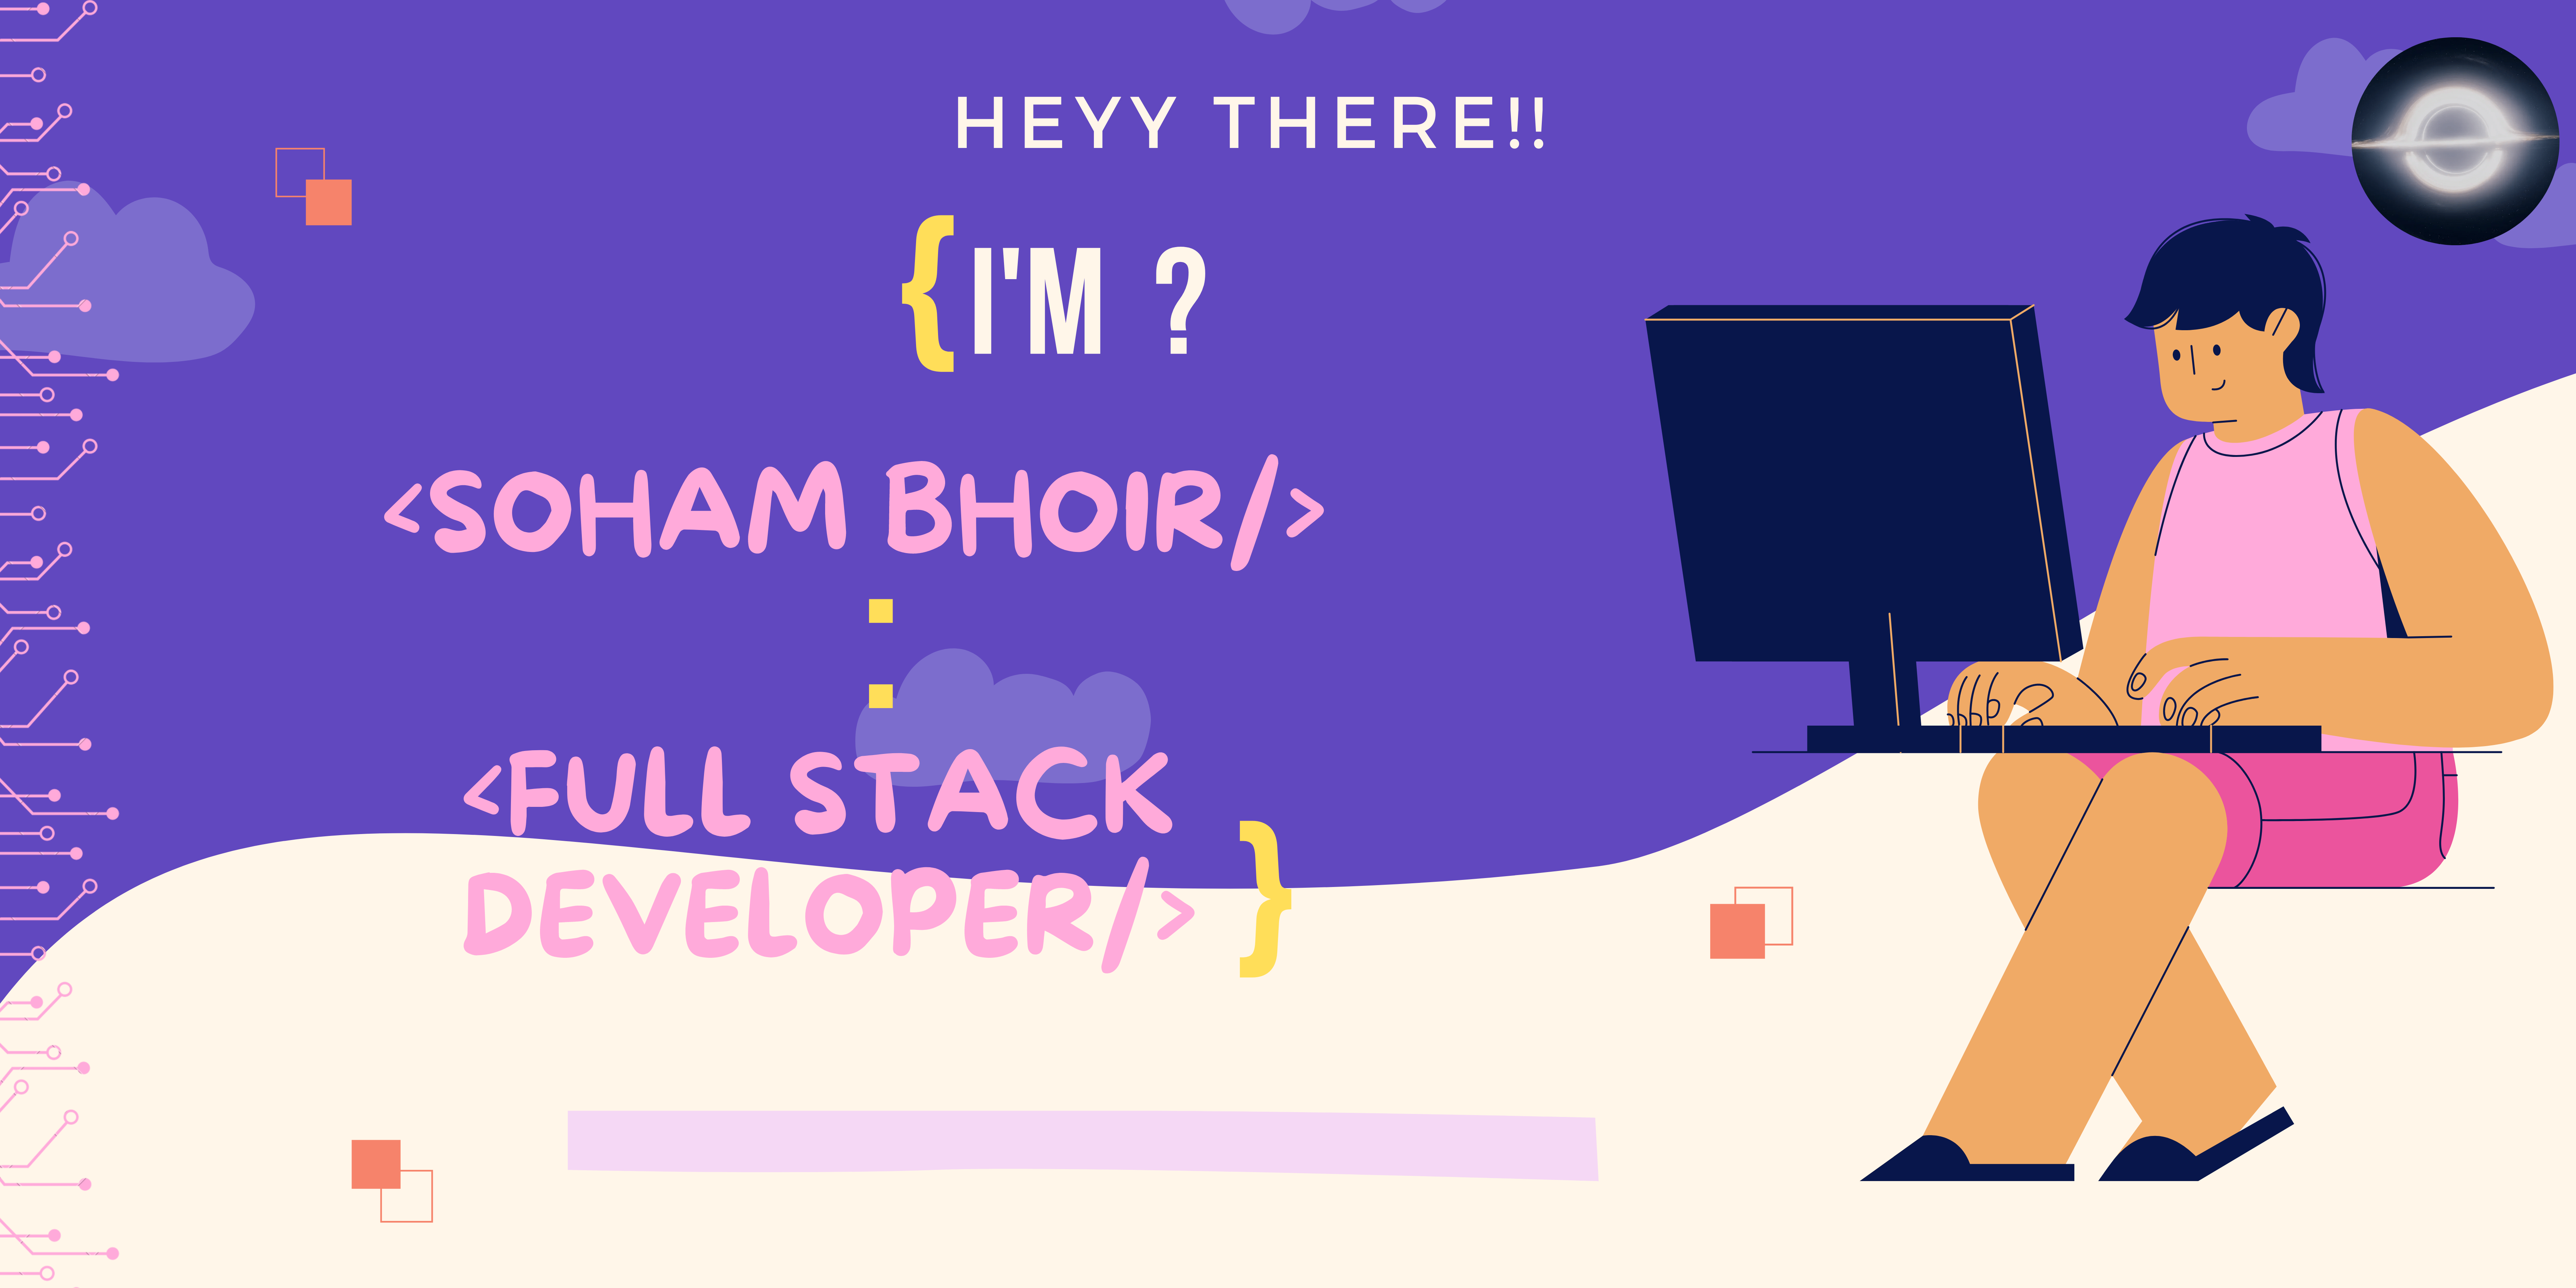 HEYY THERE!!
{I'M ?
<SOHAM BHOIR/>
:
<FULL STACK
DEVELOPER/> }